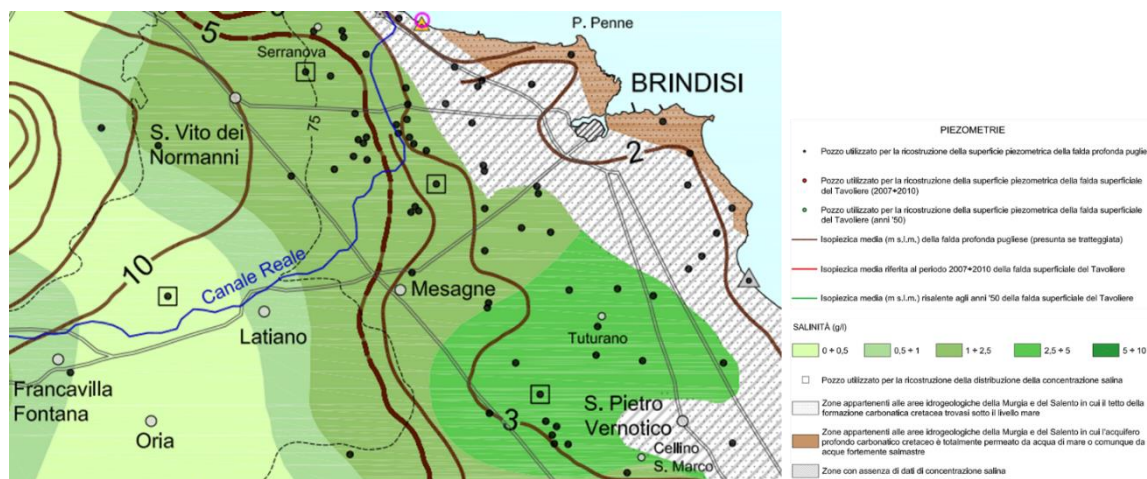 P. Penne
5
Serranova
BRINDISI
S. Vito dei
Normanni
75
2
10
Canale Reale
Mesagne
Latiano
Tuturano
Francavilla
Fontana
Oria
3
S. Pietro
Vernotico
Cellino
S. Marco
PIEZOMETRIE
Pozzo utilizzato per la ricostruzione della superficie piezometrica della falda profonda puglie
Pozzo utilizzato per la ricostruzione della superficie piezometrica della falda superficiale
del Tavoliere (2007÷2010)
Pozzo utilizzato per la ricostruzione della superficie piezometrica della falda superficiale
del Tavoliere (anni '50)
Isopiezica media (m s.l.m.) della falda profonda pugliese (presunta se tratteggiata)
Isopiezica media riferita al periodo 2007÷2010 della falda superficiale del Tavoliere
Isopiezica media (m s.l.m.) risalente agli anni '50 della falda superficiale del Tavoliere
SALINITÀ (g/l)
0 ÷ 0,5 0,5 ÷ 1 1 ÷ 2,5 2,5 ÷ 5 5 ÷ 10
Pozzo utilizzato per la ricostruzione della distribuzione della concentrazione salina
Zone appartenenti alle aree idrogeologiche della Murgia e del Salento in cui il tetto della
formazione carbonatica cretacea trovasi sotto il livello mare
Zone appartenenti alle aree idrogeologiche della Murgia e del Salento in cui l'acquifero
profondo carbonatico cretaceo è totalmente permeato da acqua di mare o comunque da
acque fortemente salmastre
Zone con assenza di dati di concentrazione salina